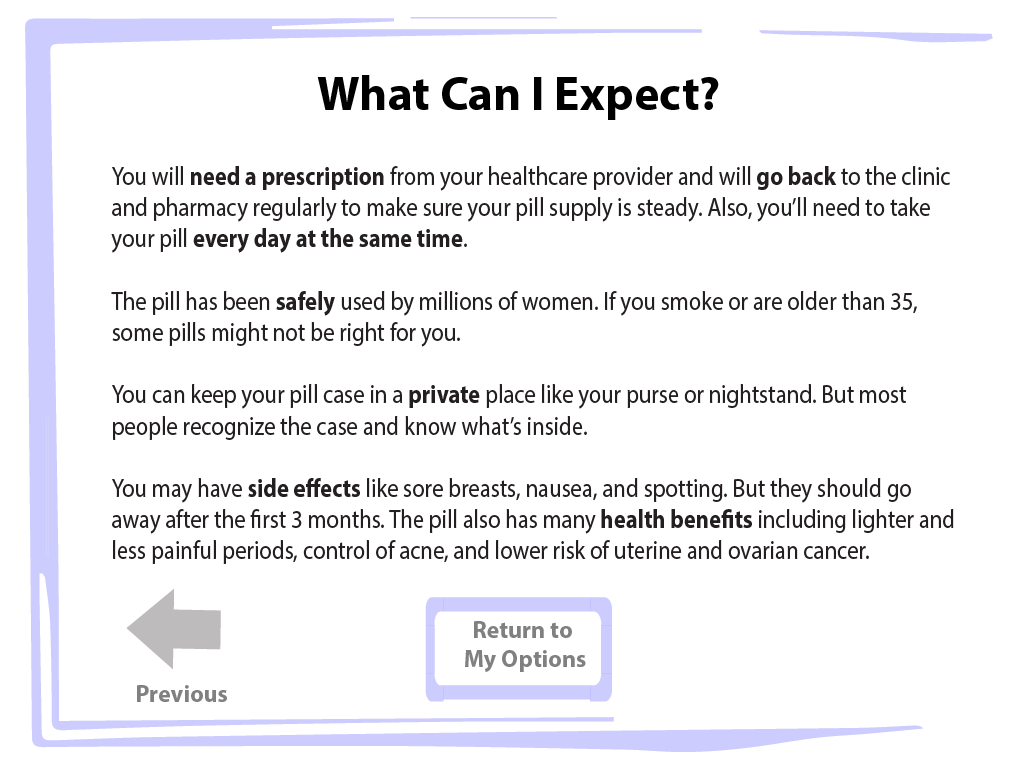 What Can I Expect?
You will need a prescription from your healthcare provider and will go back to the clinic
and pharmacy regularly to make sure your pill supply is steady. Also, you’ll need to take
your pill every day at the same time.
The pill has been safely used by millions of women. If you smoke or are older than 35,
some pills might not be right for you.
You can keep your pill case in a private place like your purse or nightstand. But most
people recognize the case and know what’s inside.
You may have side effects like sore breasts, nausea, and spotting. But they should go
away after the first 3 months. The pill also has many health benefits including lighter and
less painful periods, control of acne, and lower risk of uterine and ovarian cancer.
Previous
Return to
My Options